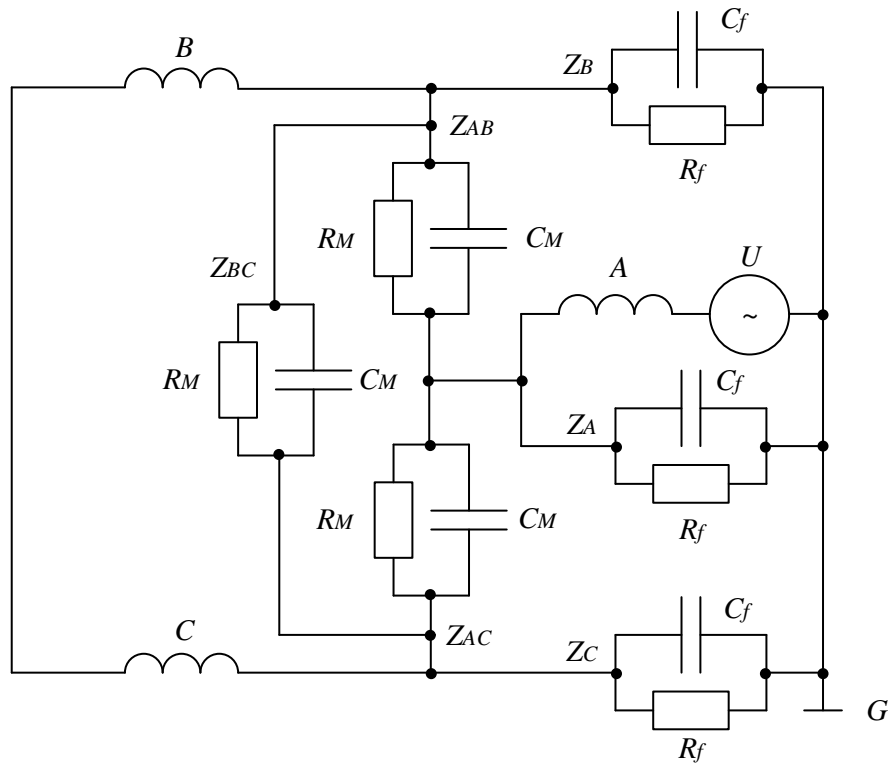 Cf
B
ZB
ZAB
Rf
RM
CM
ZBC
A
U
~
RM
CM
Cf
ZA
RM
CM
Rf
C
ZAC
ZC
Cf
G
Rf